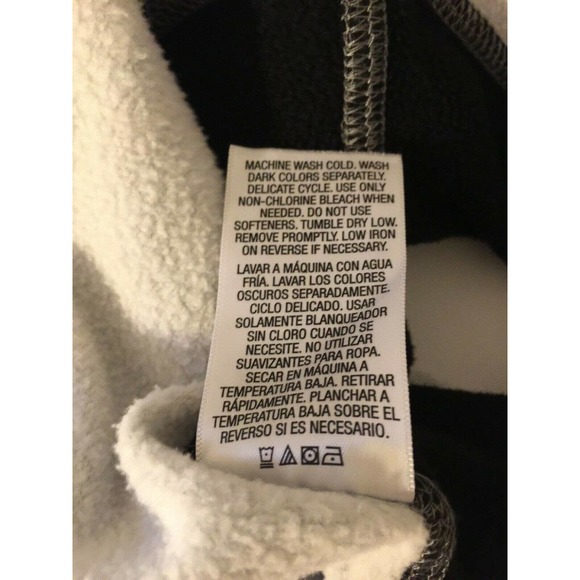 MACHINE WASH COLD. WASH
DARK COLORS SEPARATELY.
DELICATE CYCLE. USE ONLY
NON-CHLORINE BLEACH WHEN
NEEDED. DO NOT USE
SOFTENERS. TUMBLE DRY LOW.
REMOVE PROMPTLY. LOW IRON
ON REVERSE IF NECESSARY.
LAVAR A MÁQUINA CON AGUA
FRÍA. LAVAR LOS COLORES
OSCUROS SEPARADAMENTE.
CICLO DELICADO. USAR
SOLAMENTE BLANQUEADOR
SIN CLORO CUANDO SE
NECESITE. NO UTILIZAR
SUAVIZANTES PARA ROPA.
SECAR EN MÁQUINA A
TEMPERATURA BAJA. RETIRAR
RÁPIDAMENTE. PLANCHAR A
TEMPERATURA BAJA SOBRE EL
REVERSO SI ES NECESARIO.